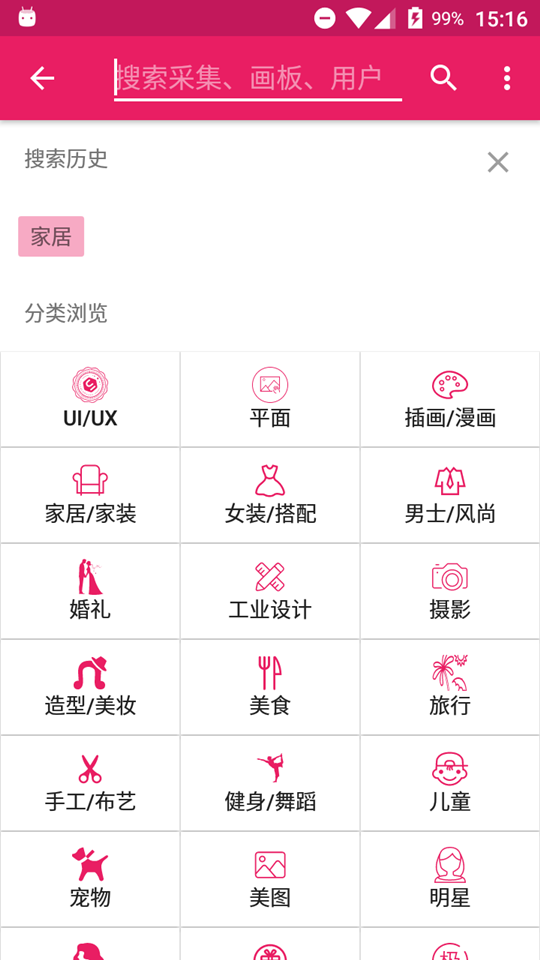 99% 15:16
搜索采集、画板、用户
搜索历史
家居
分类浏览
UI/UX 平面 插画/漫画
家居/家装 女装/搭配 男士/风尚
婚礼 工业设计 摄影
造型/美妆 美食 旅行
手工/布艺 健身/舞蹈 儿童
宠物 美图 明星